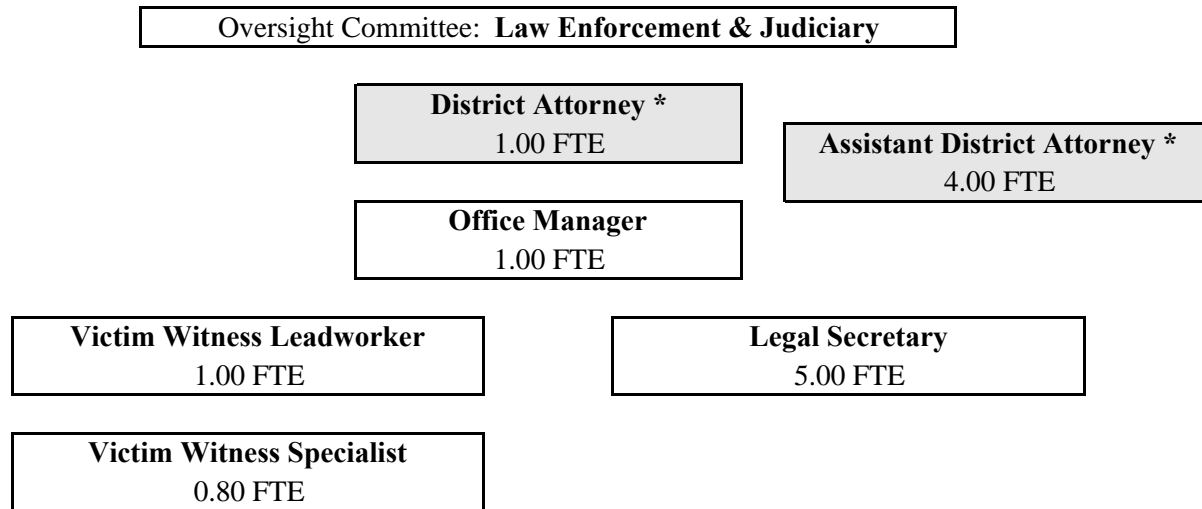 Oversight Committee: Law Enforcement & Judiciary
District Attorney *
1.00 FTE
Assistant District Attorney *
4.00 FTE
Office Manager
1.00 FTE
Victim Witness Leadworker
1.00 FTE
Legal Secretary
5.00 FTE
Victim Witness Specialist
0.80 FTE